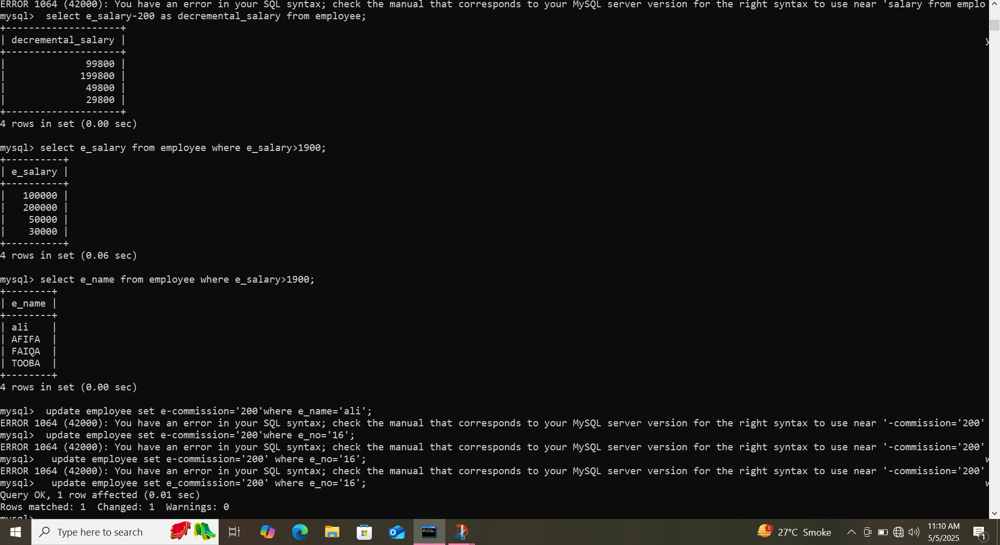 ERROR 1064 (42000): You have an error in your SQL syntax; check the manual that corresponds to your MySQL server version for the right syntax to use near 'salary from emplo
mysql>  select e_salary-200 as decremental_salary from employee;
+--------------------+
| decremental_salary |
y
+--------------------+
|              99800 |
|             199800 |
|              49800 |
|              29800 |
+--------------------+
4 rows in set (0.00 sec)
mysql> select e_salary from employee where e_salary>1900;
+----------+
| e_salary |
+----------+
|   100000 |
|   200000 |
|    50000 |
|    30000 |
+----------+
4 rows in set (0.06 sec)
mysql> select e_name from employee where e_salary>1900;
+--------+
| e_name |
+--------+
| ali    |
| AFIFA  |
| FAIQA  |
| TOOBA  |
+--------+
4 rows in set (0.00 sec)
mysql>  update employee set e-commission='200'where e_name='ali';
ERROR 1064 (42000): You have an error in your SQL syntax; check the manual that corresponds to your MySQL server version for the right syntax to use near '-commission='200'
mysql>  update employee set e-commission='200'where e_no='16';
ERROR 1064 (42000): You have an error in your SQL syntax; check the manual that corresponds to your MySQL server version for the right syntax to use near '-commission='200'
mysql>   update employee set e-commission='200' where e_no='16';
w
ERROR 1064 (42000): You have an error in your SQL syntax; check the manual that corresponds to your MySQL server version for the right syntax to use near '-commission='200'
mysql>   update employee set e_commission='200' where e_no='16';
w
Query OK, 1 row affected (0.01 sec)
Rows matched: 1  Changed: 1  Warnings: 0
mysql>
Type here to search
MySQL
1
27°C  Smoke
11:10 AM
5/5/2025
1